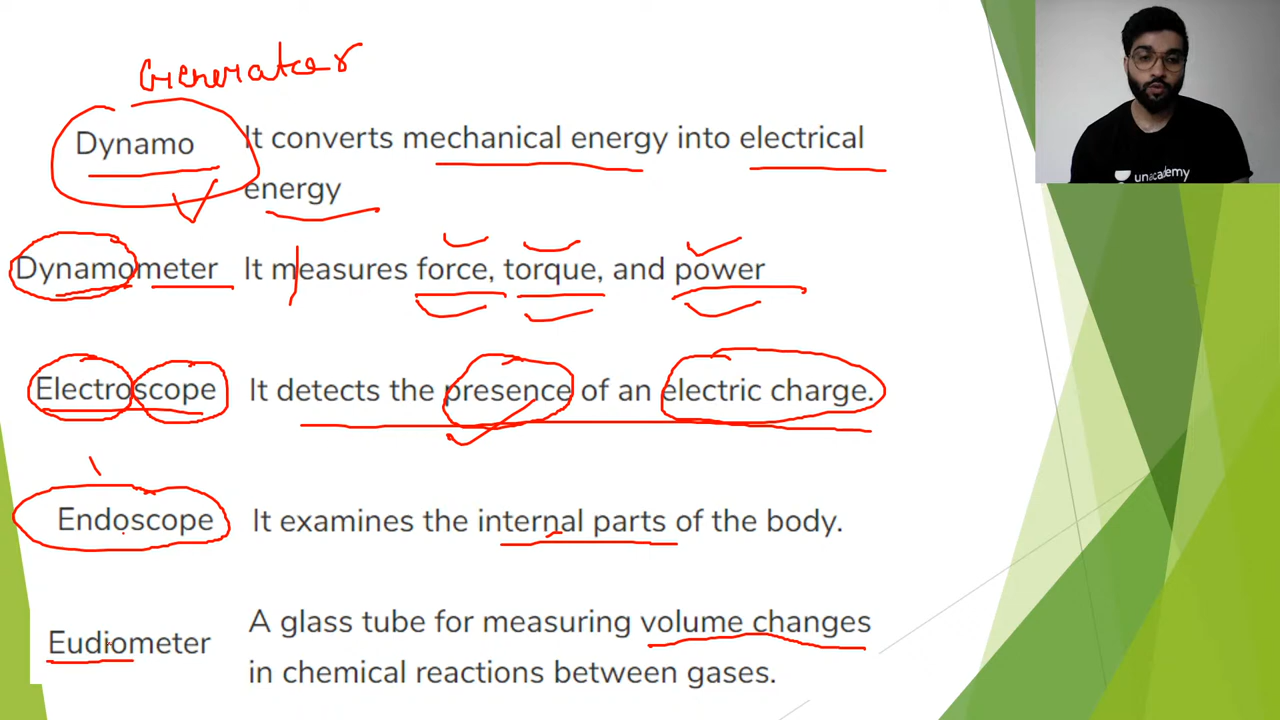 Generator
Dynamo It converts mechanical energy into electrical
energy
Dynamometer It measures force, torque, and power
Electroscope It detects the presence of an electric charge.
Endoscope It examines the internal parts of the body.
Eudiometer A glass tube for measuring volume changes
in chemical reactions between gases.
unacademy